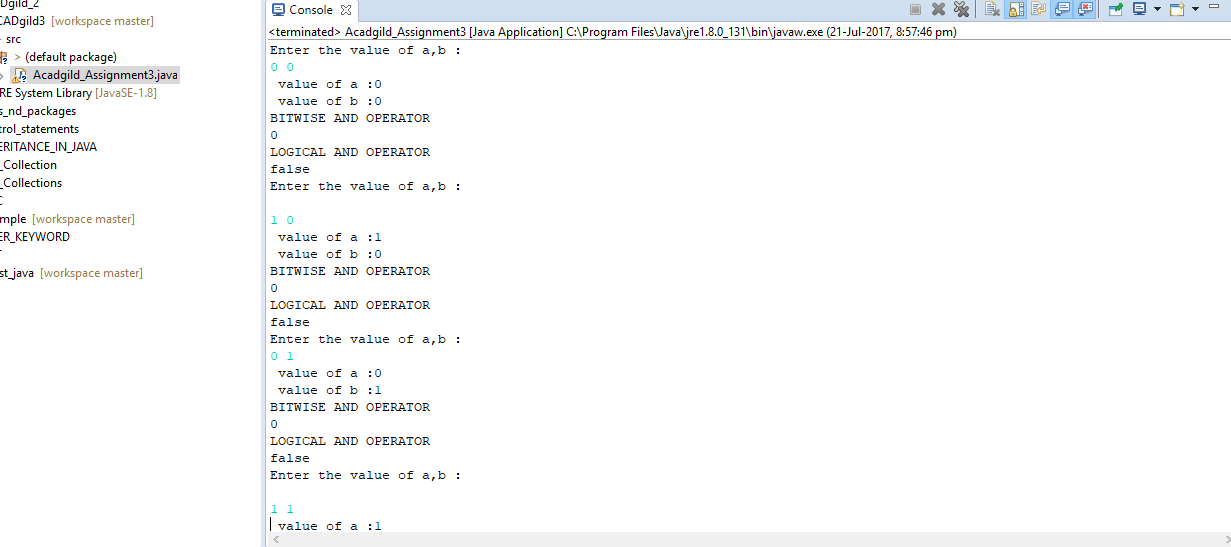 Dgild_2
CADgild3 [workspace master]
src
> (default package)
Acadgild_Assignment3.java
RE System Library [JavaSE-1.8]
s_nd_packages
trol_statements
ERITANCE_IN_JAVA
_Collection
_Collections
C
mple [workspace master]
ER_KEYWORD
T
st_java [workspace master]
Console
<terminated> Acadgild_Assignment3 [Java Application] C:\Program Files\Java\jre1.8.0_131\bin\javaw.exe (21-Jul-2017, 8:57:46 pm)
Enter the value of a,b :
0 0
value of a :0
value of b :0
BITWISE AND OPERATOR
0
LOGICAL AND OPERATOR
false
Enter the value of a,b :
1 0
value of a :1
value of b :0
BITWISE AND OPERATOR
0
LOGICAL AND OPERATOR
false
Enter the value of a,b :
0 1
value of a :0
value of b :1
BITWISE AND OPERATOR
0
LOGICAL AND OPERATOR
false
Enter the value of a,b :
1 1
value of a :1